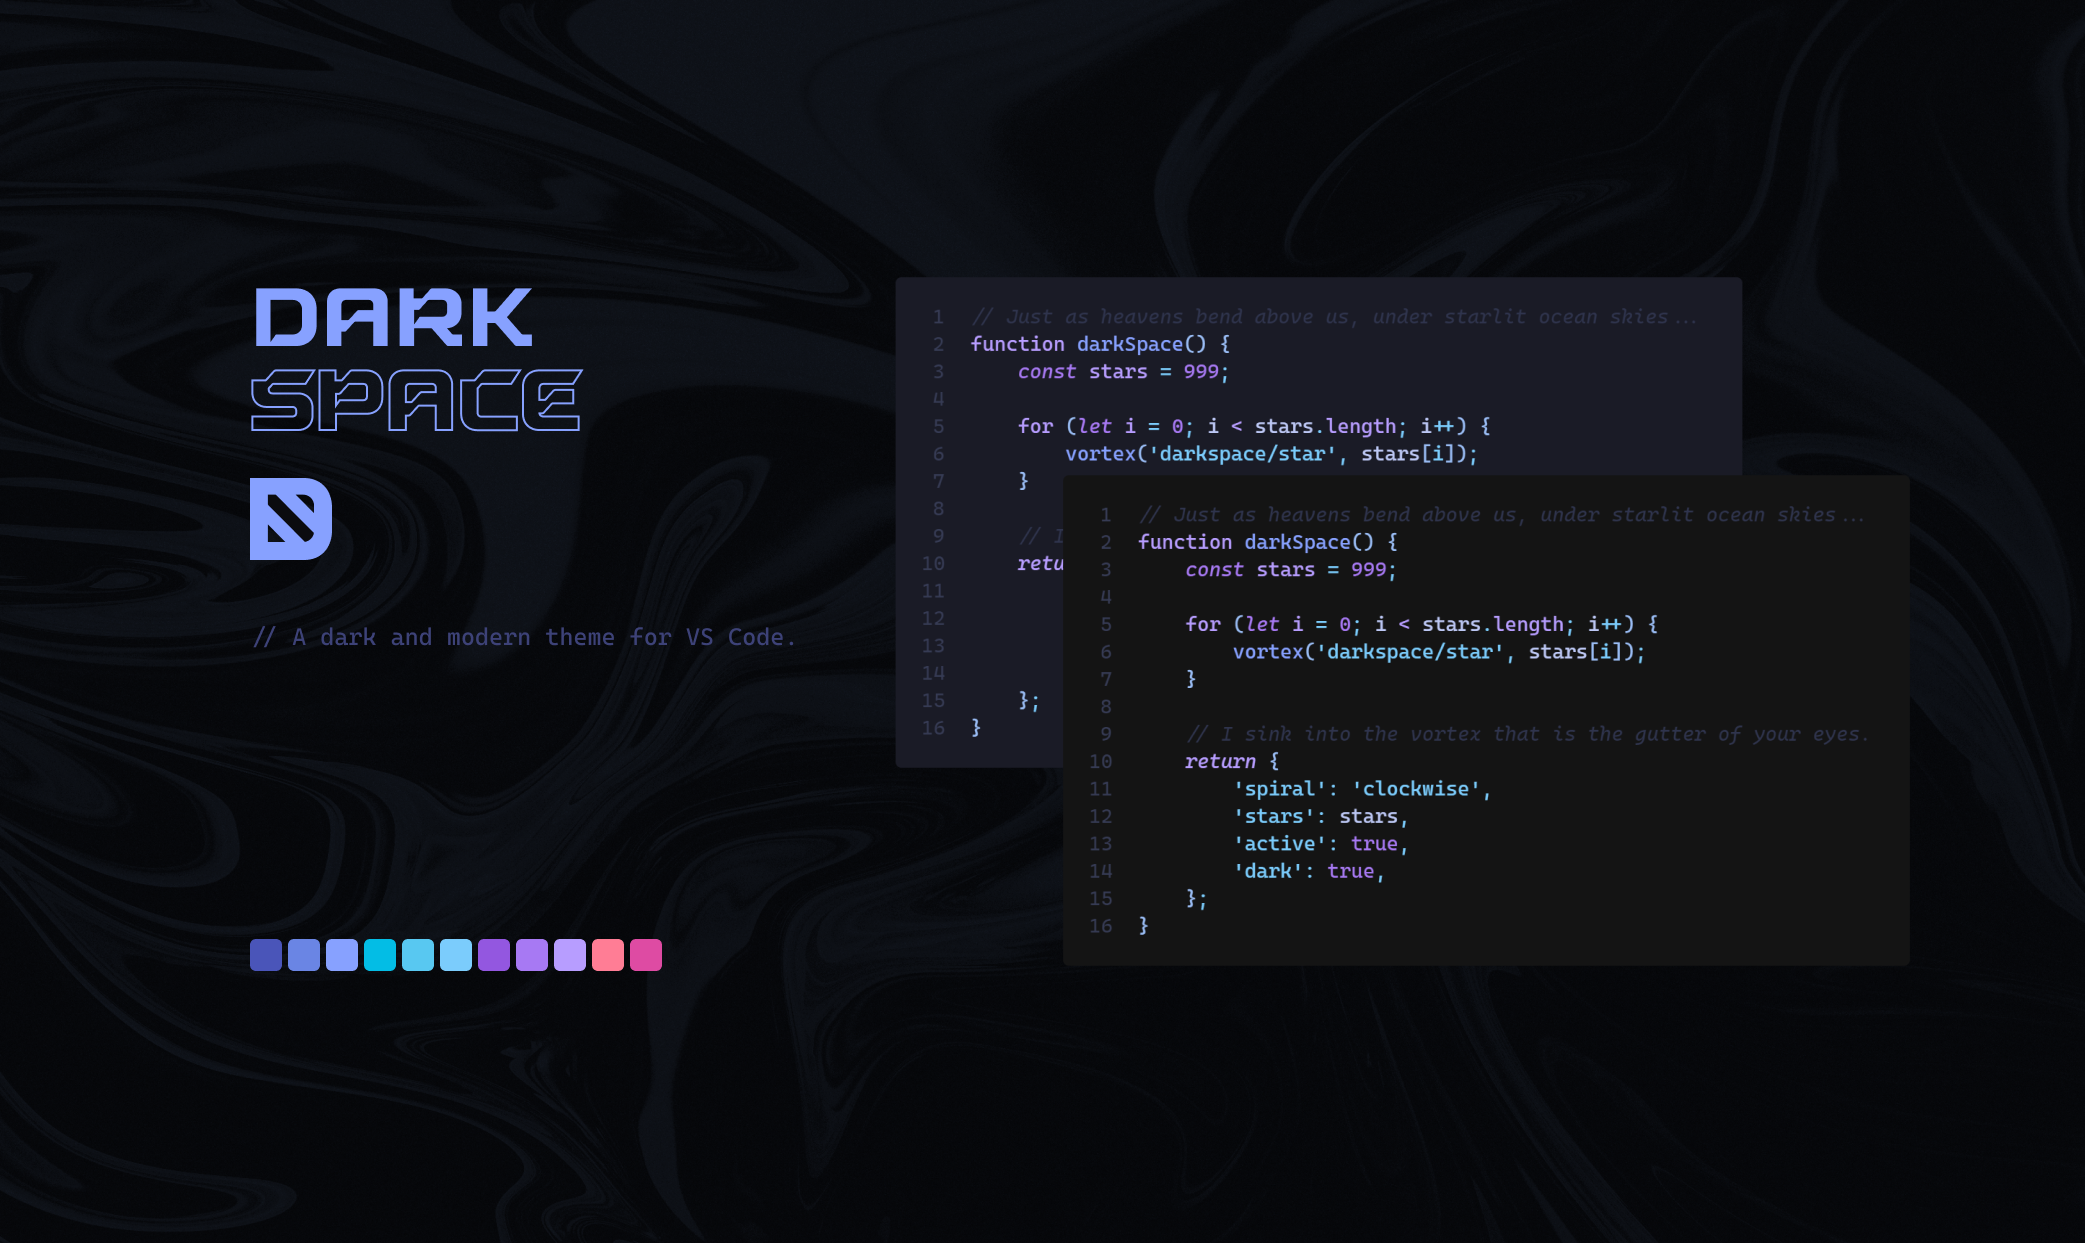 DARK
SPACE
// A dark and modern theme for VS Code.
1 // Just as heavens bend above us, under starlit ocean skies...
2 function darkSpace() {
3     const stars = 999;
4
5     for (let i = 0; i < stars.length; i++) {
6         vortex('darkspace/star', stars[i]);
7     }
8
9     // I
10     retu
11
12
13
14
15     };
16 }
1 // Just as heavens bend above us, under starlit ocean skies...
2 function darkSpace() {
3     const stars = 999;
4
5     for (let i = 0; i < stars.length; i++) {
6         vortex('darkspace/star', stars[i]);
7     }
8
9     // I sink into the vortex that is the gutter of your eyes.
10     return {
11         'spiral': 'clockwise',
12         'stars': stars,
13         'active': true,
14         'dark': true,
15     };
16 }